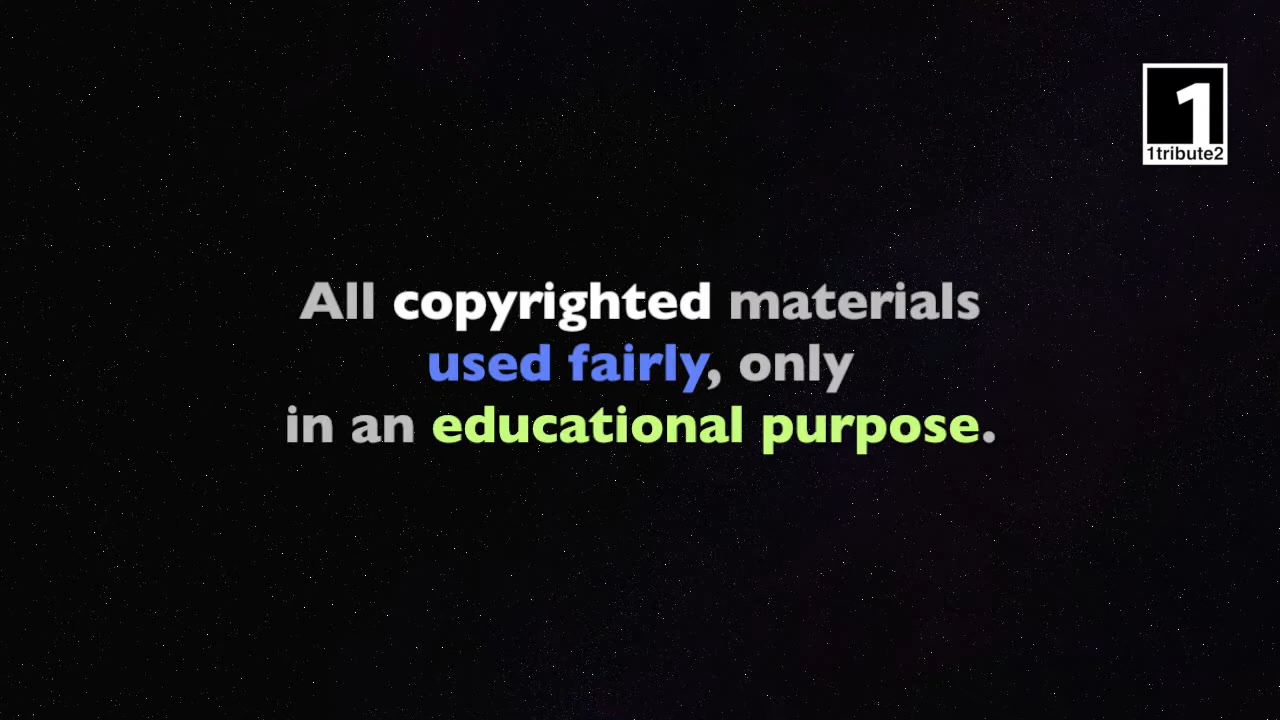 1
1tribute2
All copyrighted materials
used fairly, only
in an educational purpose.